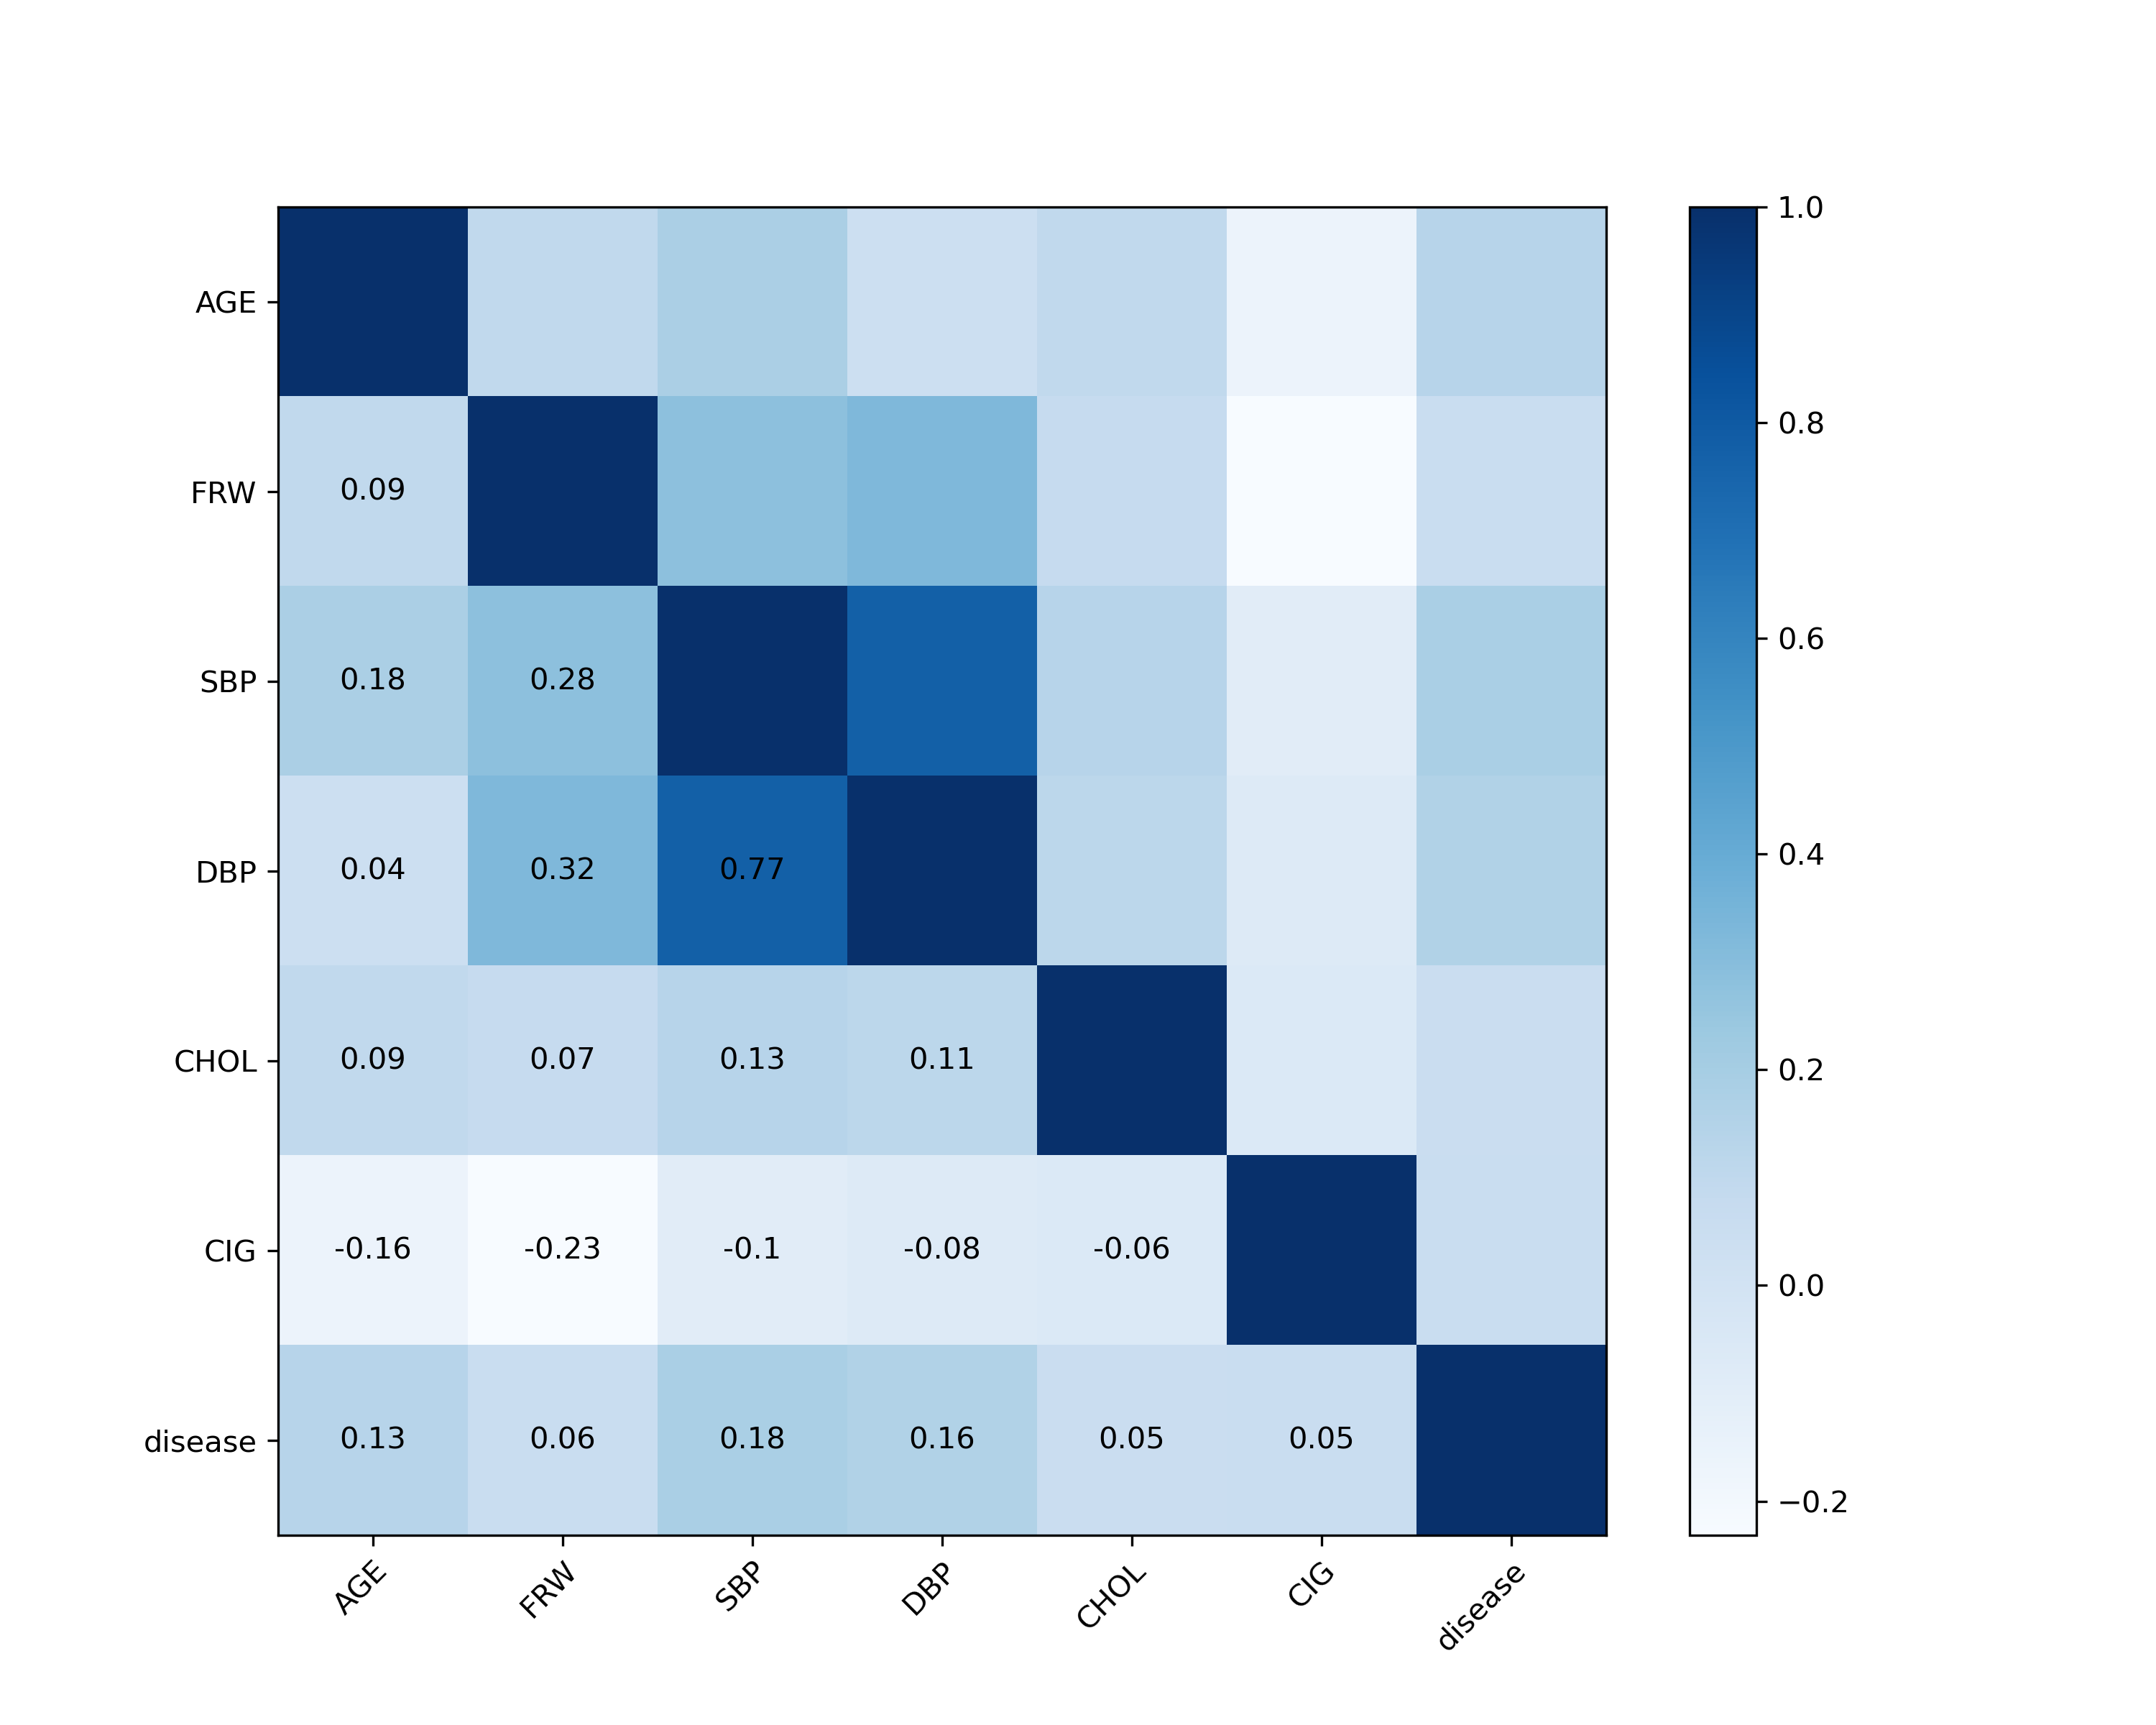 1.0
AGE
0.8
FRW 0.09
0.6
SBP 0.18 0.28
DBP 0.04 0.32 0.77
0.4
0.2
CHOL 0.09 0.07 0.13 0.11
CIG -0.16 -0.23 -0.1 -0.08 -0.06
0.0
disease 0.13 0.06 0.18 0.16 0.05 0.05
−0.2
AGE FRW SBP DBP CHOL CIG disease